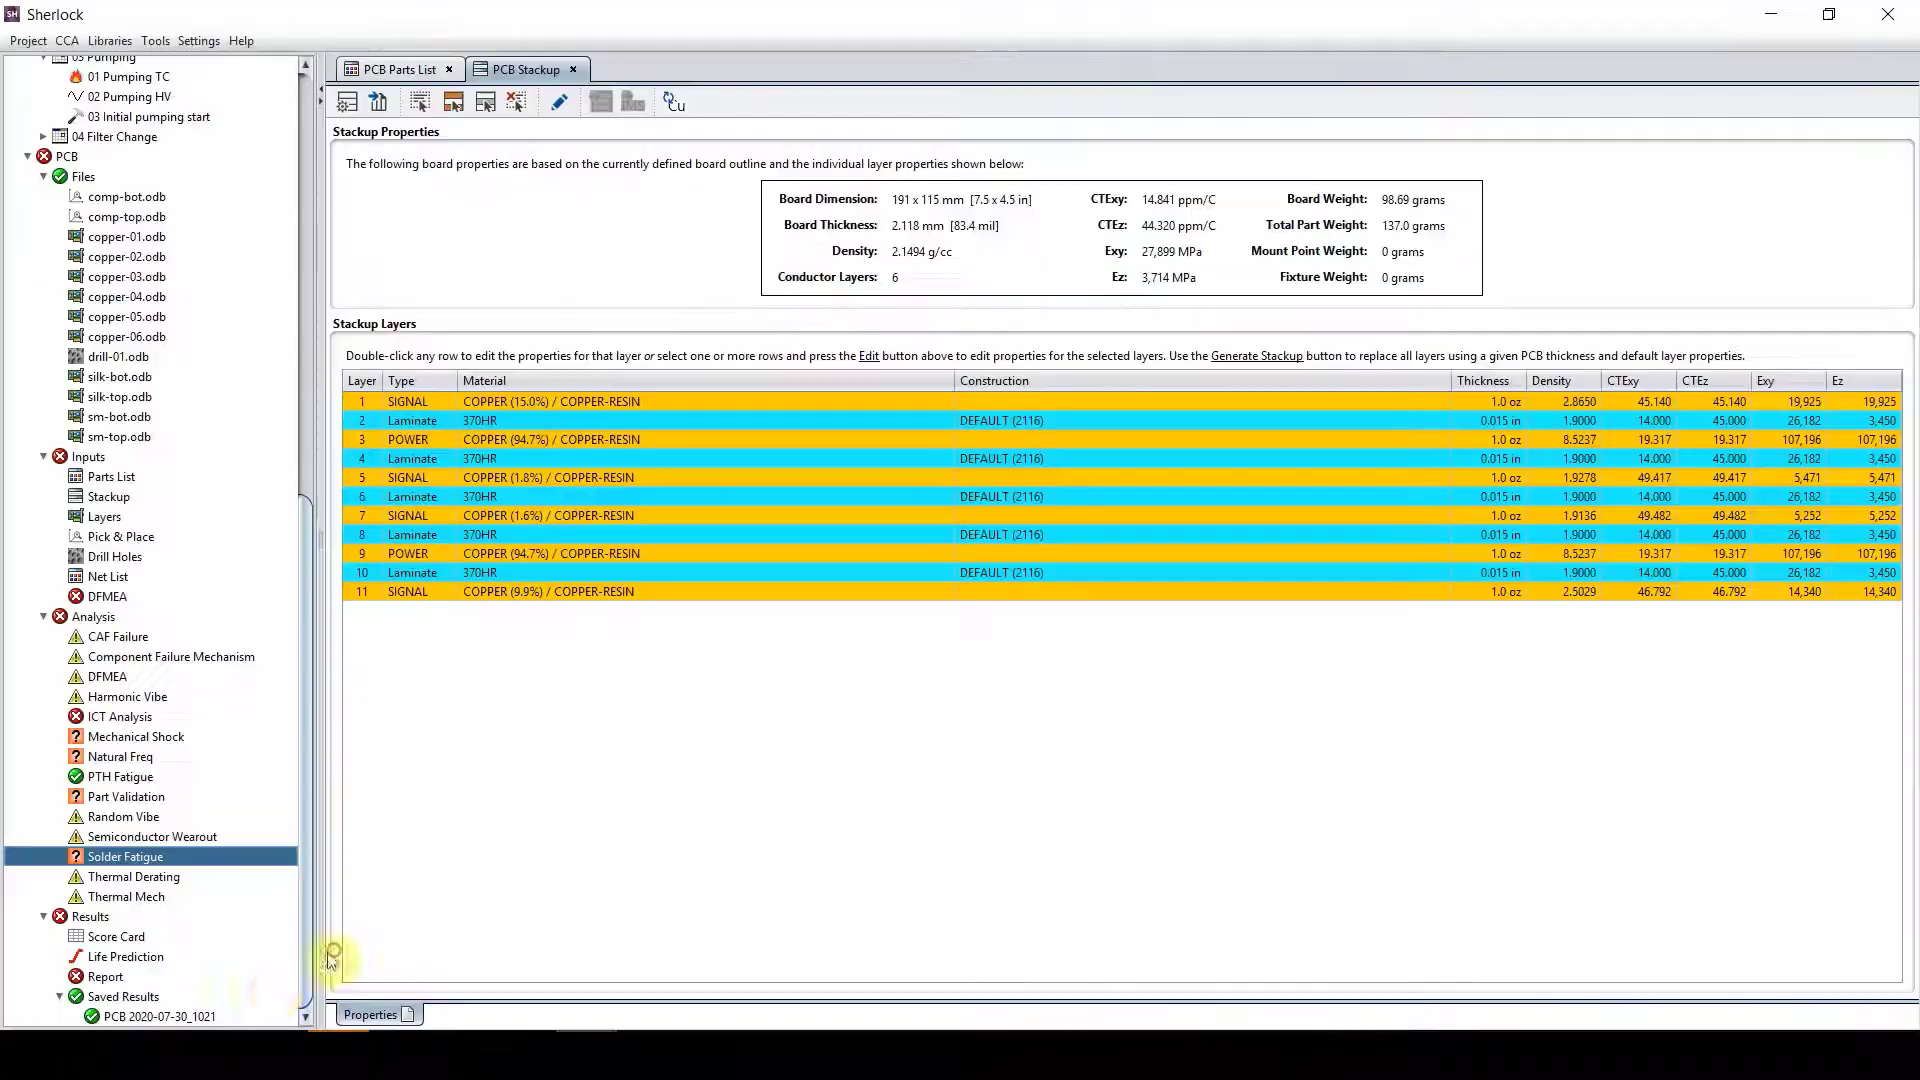 SH Sherlock
Project CCA Libraries Tools Settings Help
03 Pumping
01 Pumping TC
02 Pumping HV
03 Initial pumping start
04 Filter Change
PCB
Files
comp-bot.odb
comp-top.odb
copper-01.odb
copper-02.odb
copper-03.odb
copper-04.odb
copper-05.odb
copper-06.odb
drill-01.odb
silk-bot.odb
silk-top.odb
sm-bot.odb
sm-top.odb
Inputs
Parts List
Stackup
Layers
Pick & Place
Drill Holes
Net List
DFMEA
Analysis
CAF Failure
Component Failure Mechanism
DFMEA
Harmonic Vibe
ICT Analysis
Mechanical Shock
Natural Freq
PTH Fatigue
Part Validation
Random Vibe
Semiconductor Wearout
Solder Fatigue
Thermal Derating
Thermal Mech
Results
Score Card
Life Prediction
Report
Saved Results
PCB 2020-07-30_1021
PCB Parts List PCB Stackup
Cu
Stackup Properties
The following board properties are based on the currently defined board outline and the individual layer properties shown below:
Board Dimension: 191 x 115 mm [7.5 x 4.5 in] CTExy: 14.841 ppm/C Board Weight: 98.69 grams
Board Thickness: 2.118 mm [83.4 mil] CTEz: 44.320 ppm/C Total Part Weight: 137.0 grams
Density: 2.1494 g/cc Exy: 27,899 MPa Mount Point Weight: 0 grams
Conductor Layers: 6 Ez: 3,714 MPa Fixture Weight: 0 grams
Stackup Layers
Double-click any row to edit the properties for that layer or select one or more rows and press the Edit button above to edit properties for the selected layers. Use the Generate Stackup button to replace all layers using a given PCB thickness and default layer properties.
Layer Type Material Construction Thickness Density CTExy CTEz Exy Ez
1 SIGNAL COPPER (15.0%) / COPPER-RESIN 1.0 oz 2.8650 45.140 45.140 19,925 19,925
2 Laminate 370HR DEFAULT (2116) 0.015 in 1.9000 14.000 45.000 26,182 3,450
3 POWER COPPER (94.7%) / COPPER-RESIN 1.0 oz 8.5237 19.317 19.317 107,196 107,196
4 Laminate 370HR DEFAULT (2116) 0.015 in 1.9000 14.000 45.000 26,182 3,450
5 SIGNAL COPPER (1.8%) / COPPER-RESIN 1.0 oz 1.9278 49.417 49.417 5,471 5,471
6 Laminate 370HR DEFAULT (2116) 0.015 in 1.9000 14.000 45.000 26,182 3,450
7 SIGNAL COPPER (1.6%) / COPPER-RESIN 1.0 oz 1.9136 49.482 49.482 5,252 5,252
8 Laminate 370HR DEFAULT (2116) 0.015 in 1.9000 14.000 45.000 26,182 3,450
9 POWER COPPER (94.7%) / COPPER-RESIN 1.0 oz 8.5237 19.317 19.317 107,196 107,196
10 Laminate 370HR DEFAULT (2116) 0.015 in 1.9000 14.000 45.000 26,182 3,450
11 SIGNAL COPPER (9.9%) / COPPER-RESIN 1.0 oz 2.5029 46.792 46.792 14,340 14,340
Properties